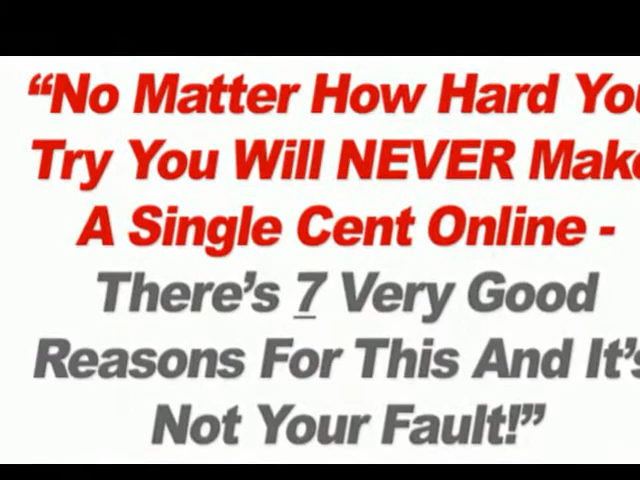 “No Matter How Hard You
Try You Will NEVER Make
A Single Cent Online -
There’s 7 Very Good
Reasons For This And It’s
Not Your Fault!”